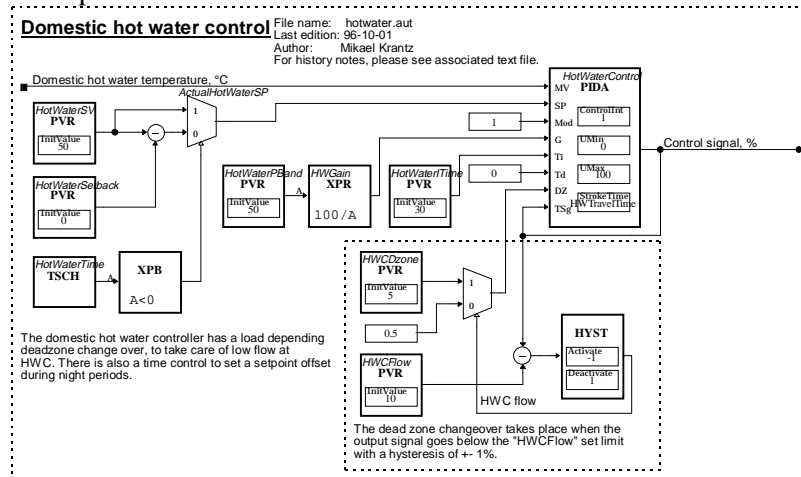 Domestic hot water control
File name: hotwater.aut
Last edition: 96-10-01
Author: Mikael Krantz
For history notes, please see associated text file.
Domestic hot water temperature, °C
ActualHotWaterSP
HotWaterSV
PVR
InitValue
50
1
0
HotWaterSetback
PVR
InitValue
0
HotWaterTime
TSCH
A
XPB
A<0
HotWaterPBand
PVR
InitValue
50
A
HWGain
XPR
100/A
HotWaterITime
PVR
InitValue
30
1
0
HotWaterControl
PIDA
MV
SP
Mod
G
Ti
Td
DZ
TSg
ControlInt
1
UMin
0
UMax
100
StrokeTime
HWTravelTime
Control signal, %
HWCDzone
PVR
InitValue
5
1
0
0.5
HWCFlow
PVR
InitValue
10
HYST
Activate
-1
Deactivate
1
HWC flow
The dead zone changeover takes place when the
output signal goes below the "HWCFlow" set limit
with a hysteresis of +- 1%.
The domestic hot water controller has a load depending
deadzone change over, to take care of low flow at
HWC. There is also a time control to set a setpoint offset
during night periods.